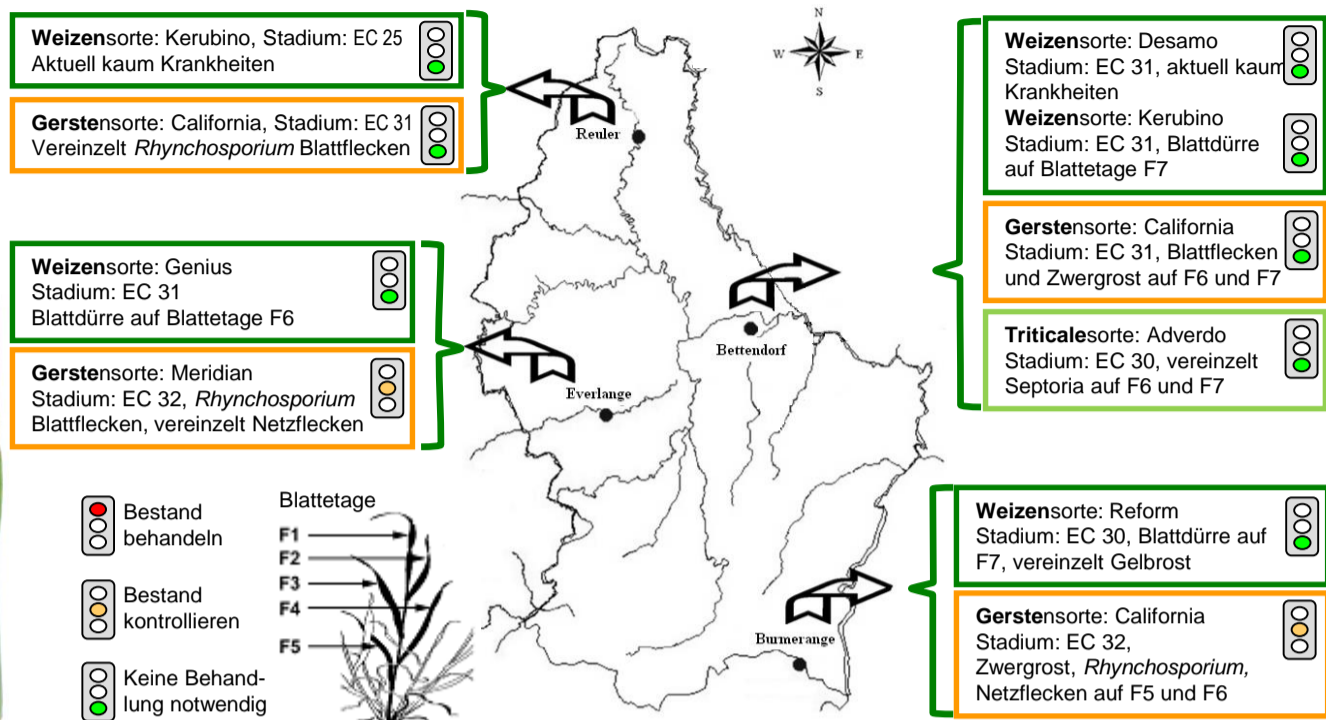 Weizensorte: Kerubino, Stadium: EC 25
Aktuell kaum Krankheiten
Gerstensorte: California, Stadium: EC 31
Vereinzelt Rhynchosporium Blattflecken
Weizensorte: Genius
Stadium: EC 31
Blattdürre auf Blattetage F6
Gerstensorte: Meridian
Stadium: EC 32, Rhynchosporium
Blattflecken, vereinzelt Netzflecken
N
W
E
S
Reuler
Bettendorf
Everlange
Burmerange
Weizensorte: Desamo
Stadium: EC 31, aktuell kaum
Krankheiten
Weizensorte: Kerubino
Stadium: EC 31, Blattdürre
auf Blattetage F7
Gerstensorte: California
Stadium: EC 31, Blattflecken
und Zwergrost auf F6 und F7
Triticalesorte: Adverdo
Stadium: EC 30, vereinzelt
Septoria auf F6 und F7
Weizensorte: Reform
Stadium: EC 30, Blattdürre auf
F7, vereinzelt Gelbrost
Gerstensorte: California
Stadium: EC 32,
Zwergrost, Rhynchosporium,
Netzflecken auf F5 und F6
Bestand
behandeln
Bestand
kontrollieren
Keine Behand-
lung notwendig
Blattetage
F1
F2
F3
F4
F5